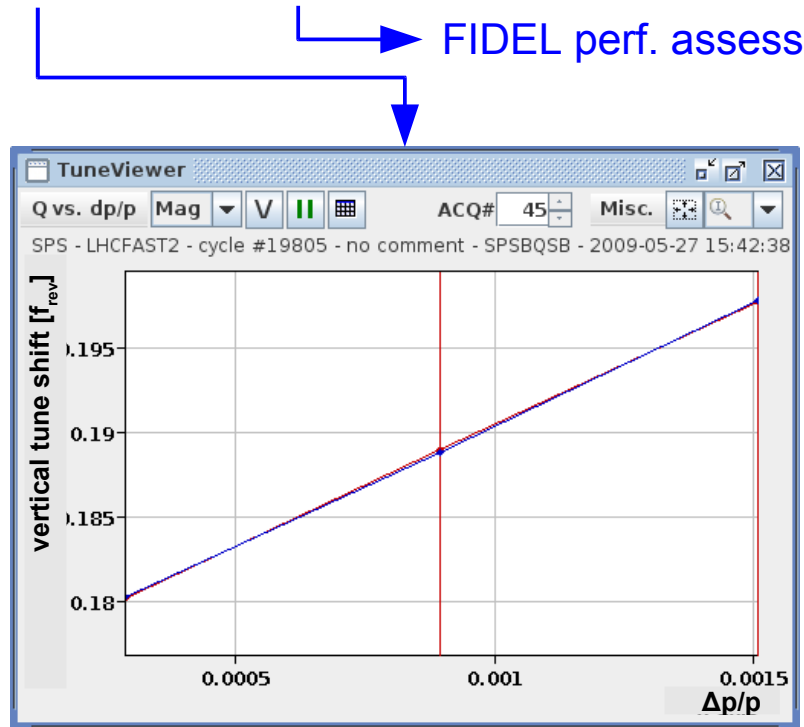 FIDEL perf. assess
TuneViewer
Q vs. dp/p Mag V ACQ# 45 Misc.
SPS - LHCFAST2 - cycle #19805 - no comment - SPSBQSB - 2009-05-27 15:42:38
vertical tune shift [f_rev]
0.195
0.19
0.185
0.18
0.0005 0.001 0.0015
Δp/p